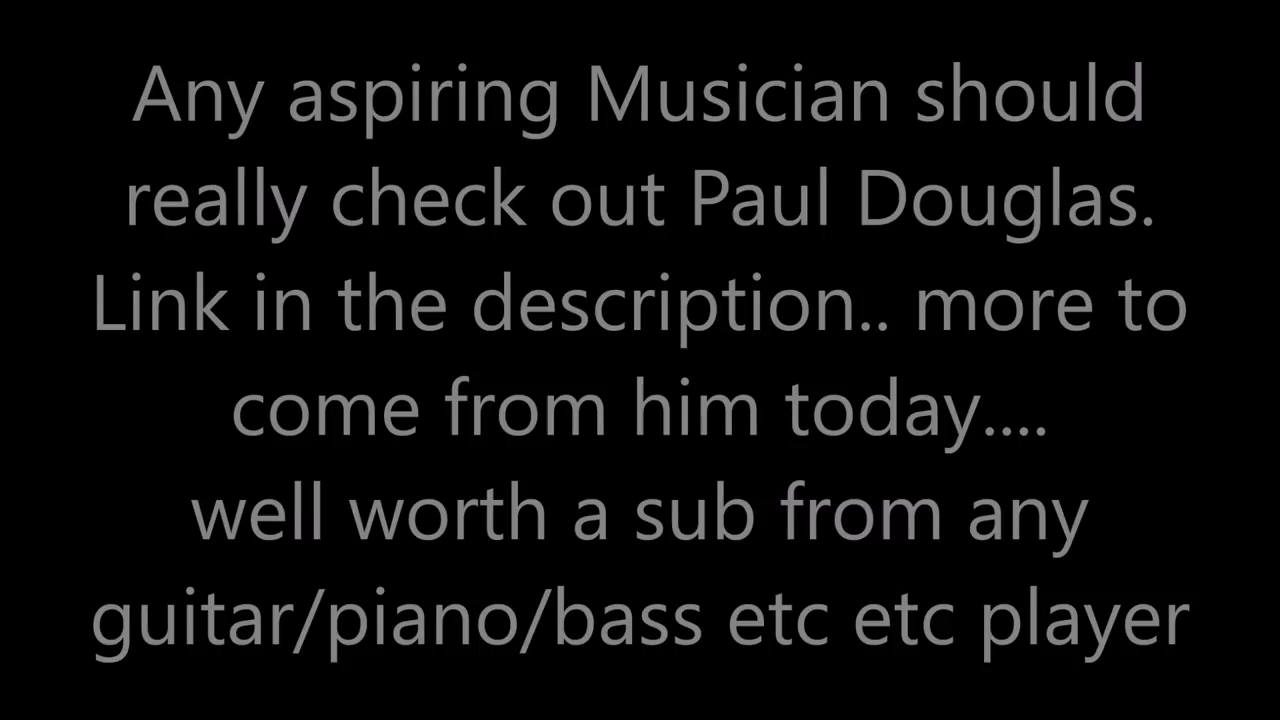 Any aspiring Musician should
really check out Paul Douglas.
Link in the description.. more to
come from him today....
well worth a sub from any
guitar/piano/bass etc etc player